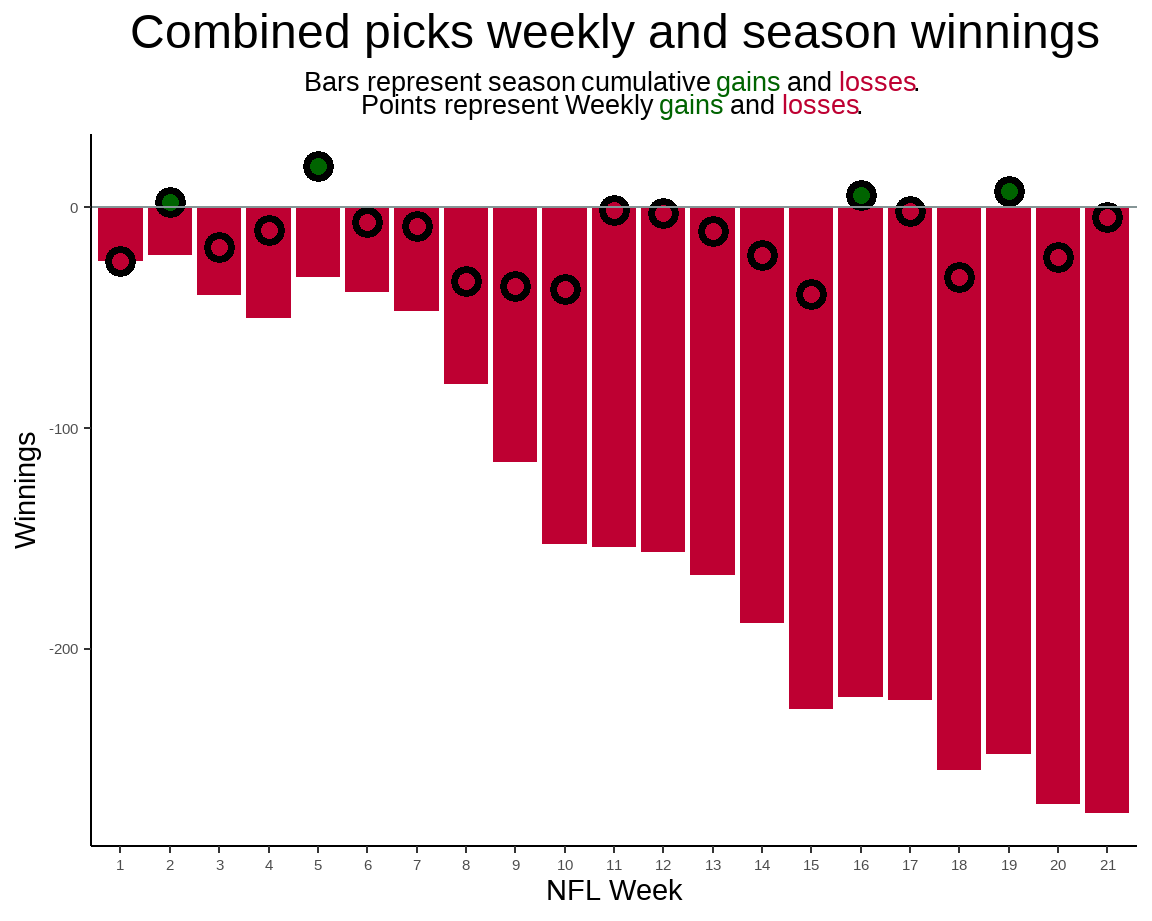 Combined picks weekly and season winnings
Bars represent season cumulative gains and losses.
Points represent Weekly gains and losses.
Winnings
0
-100
-200
1 2 3 4 5 6 7 8 9 10 11 12 13 14 15 16 17 18 19 20 21
NFL Week